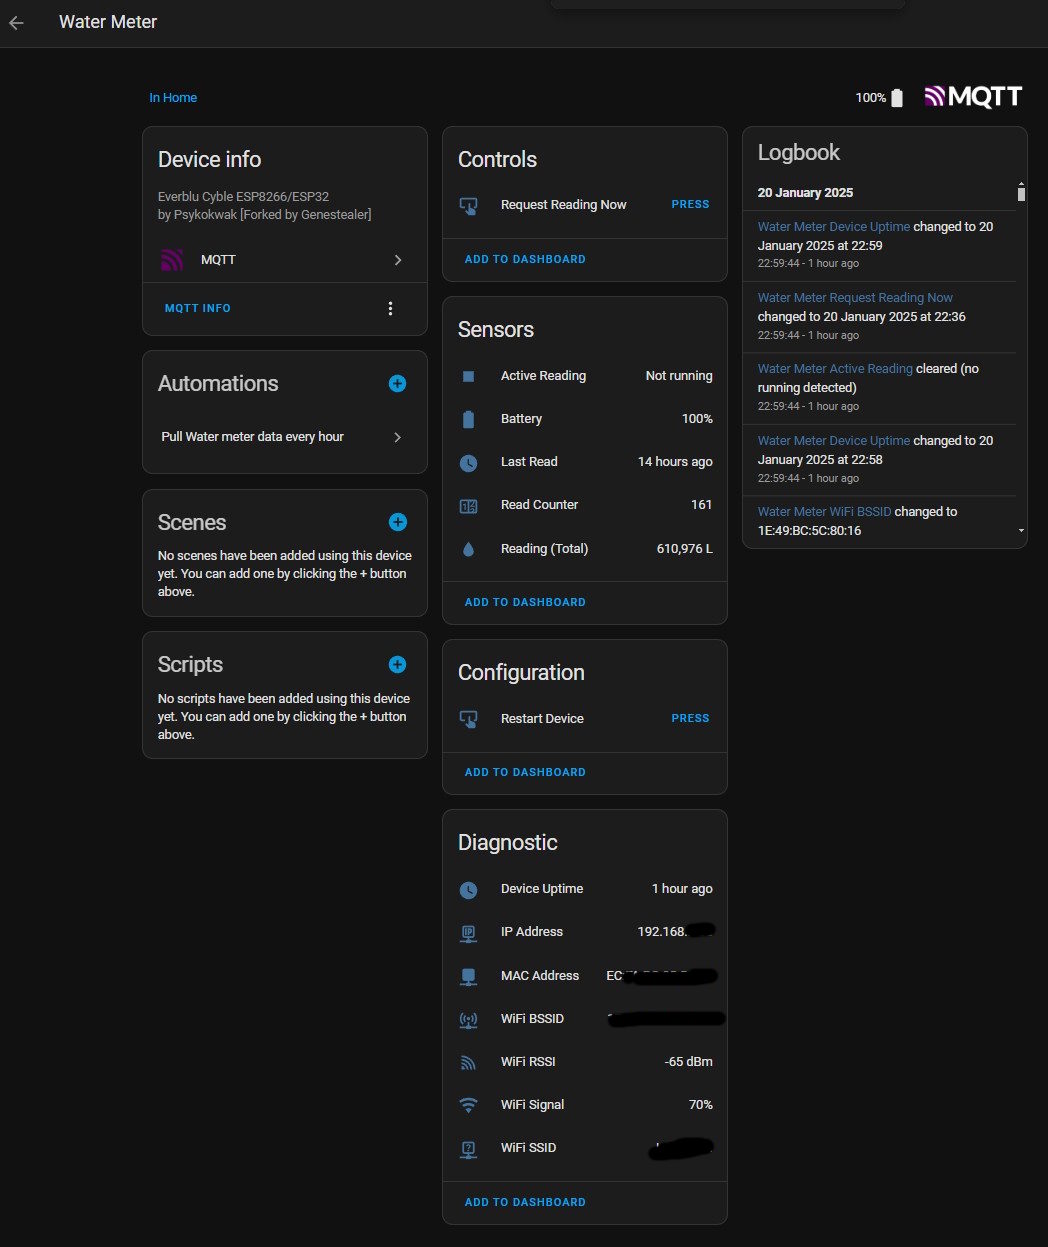 Water Meter
In Home
100%
MQTT
Device info
Everblu Cyble ESP8266/ESP32
by Psykokwak [Forked by Genestealer]
MQTT
MQTT INFO
Automations
Pull Water meter data every hour
Scenes
No scenes have been added using this device
yet. You can add one by clicking the + button
above.
Scripts
No scripts have been added using this device
yet. You can add one by clicking the + button
above.
Controls
Request Reading Now PRESS
ADD TO DASHBOARD
Sensors
Active Reading Not running
Battery 100%
Last Read 14 hours ago
Read Counter 161
Reading (Total) 610,976 L
ADD TO DASHBOARD
Configuration
Restart Device PRESS
ADD TO DASHBOARD
Diagnostic
Device Uptime 1 hour ago
IP Address 192.168.
MAC Address EC
WiFi BSSID
WiFi RSSI -65 dBm
WiFi Signal 70%
WiFi SSID
ADD TO DASHBOARD
Logbook
20 January 2025
Water Meter Device Uptime changed to 20
January 2025 at 22:59
22:59:44 - 1 hour ago
Water Meter Request Reading Now
changed to 20 January 2025 at 22:36
22:59:44 - 1 hour ago
Water Meter Active Reading cleared (no
running detected)
22:59:44 - 1 hour ago
Water Meter Device Uptime changed to 20
January 2025 at 22:58
22:59:44 - 1 hour ago
Water Meter WiFi BSSID changed to
1E:49:BC:5C:80:16